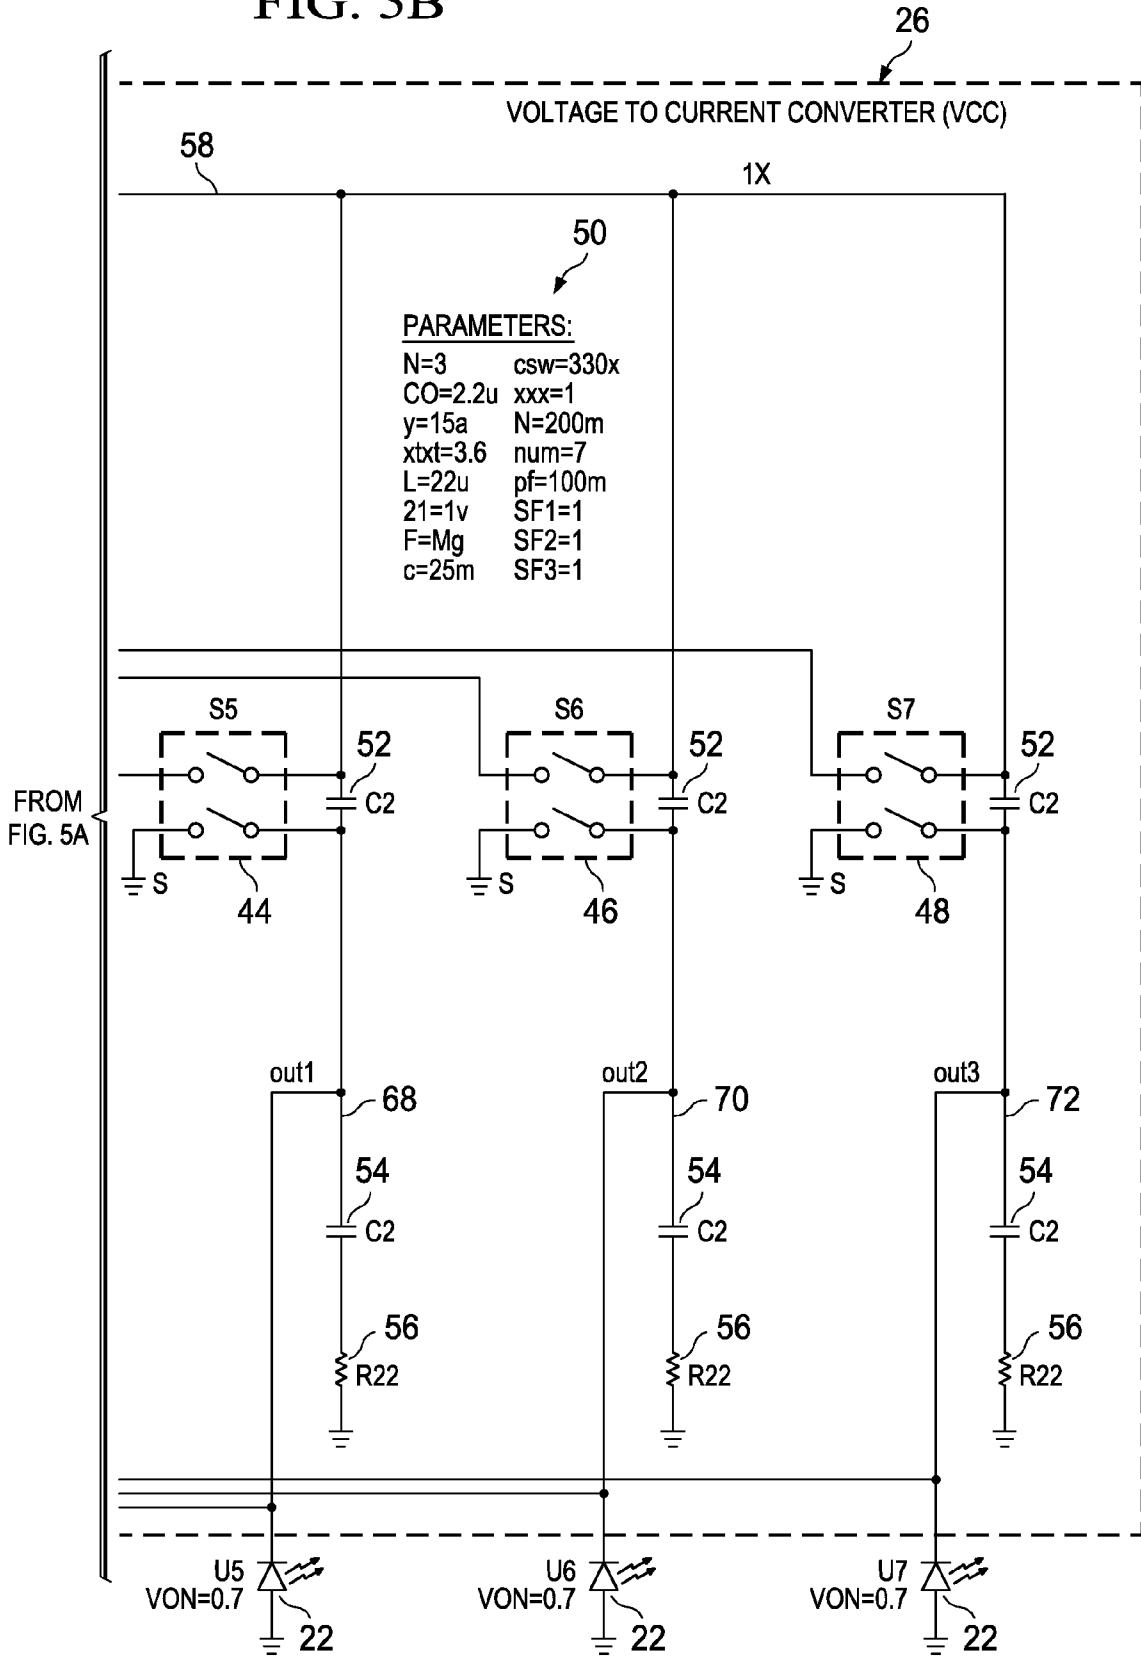 FIG. 5B
26
VOLTAGE TO CURRENT CONVERTER (VCC)
58
1X
50
PARAMETERS:
N=3 csw=330x
CO=2.2u xxx=1
y=15a N=200m
xtxt=3.6 num=7
L=22u pf=100m
21=1v SF1=1
F=Mg SF2=1
c=25m SF3=1
S5 S6 S7
52 52 52
C2 C2 C2
FROM
FIG. 5A
S S S
44 46 48
out1 out2 out3
68 70 72
54 54 54
C2 C2 C2
56 56 56
R22 R22 R22
U5 U6 U7
VON=0.7 VON=0.7 VON=0.7
22 22 22